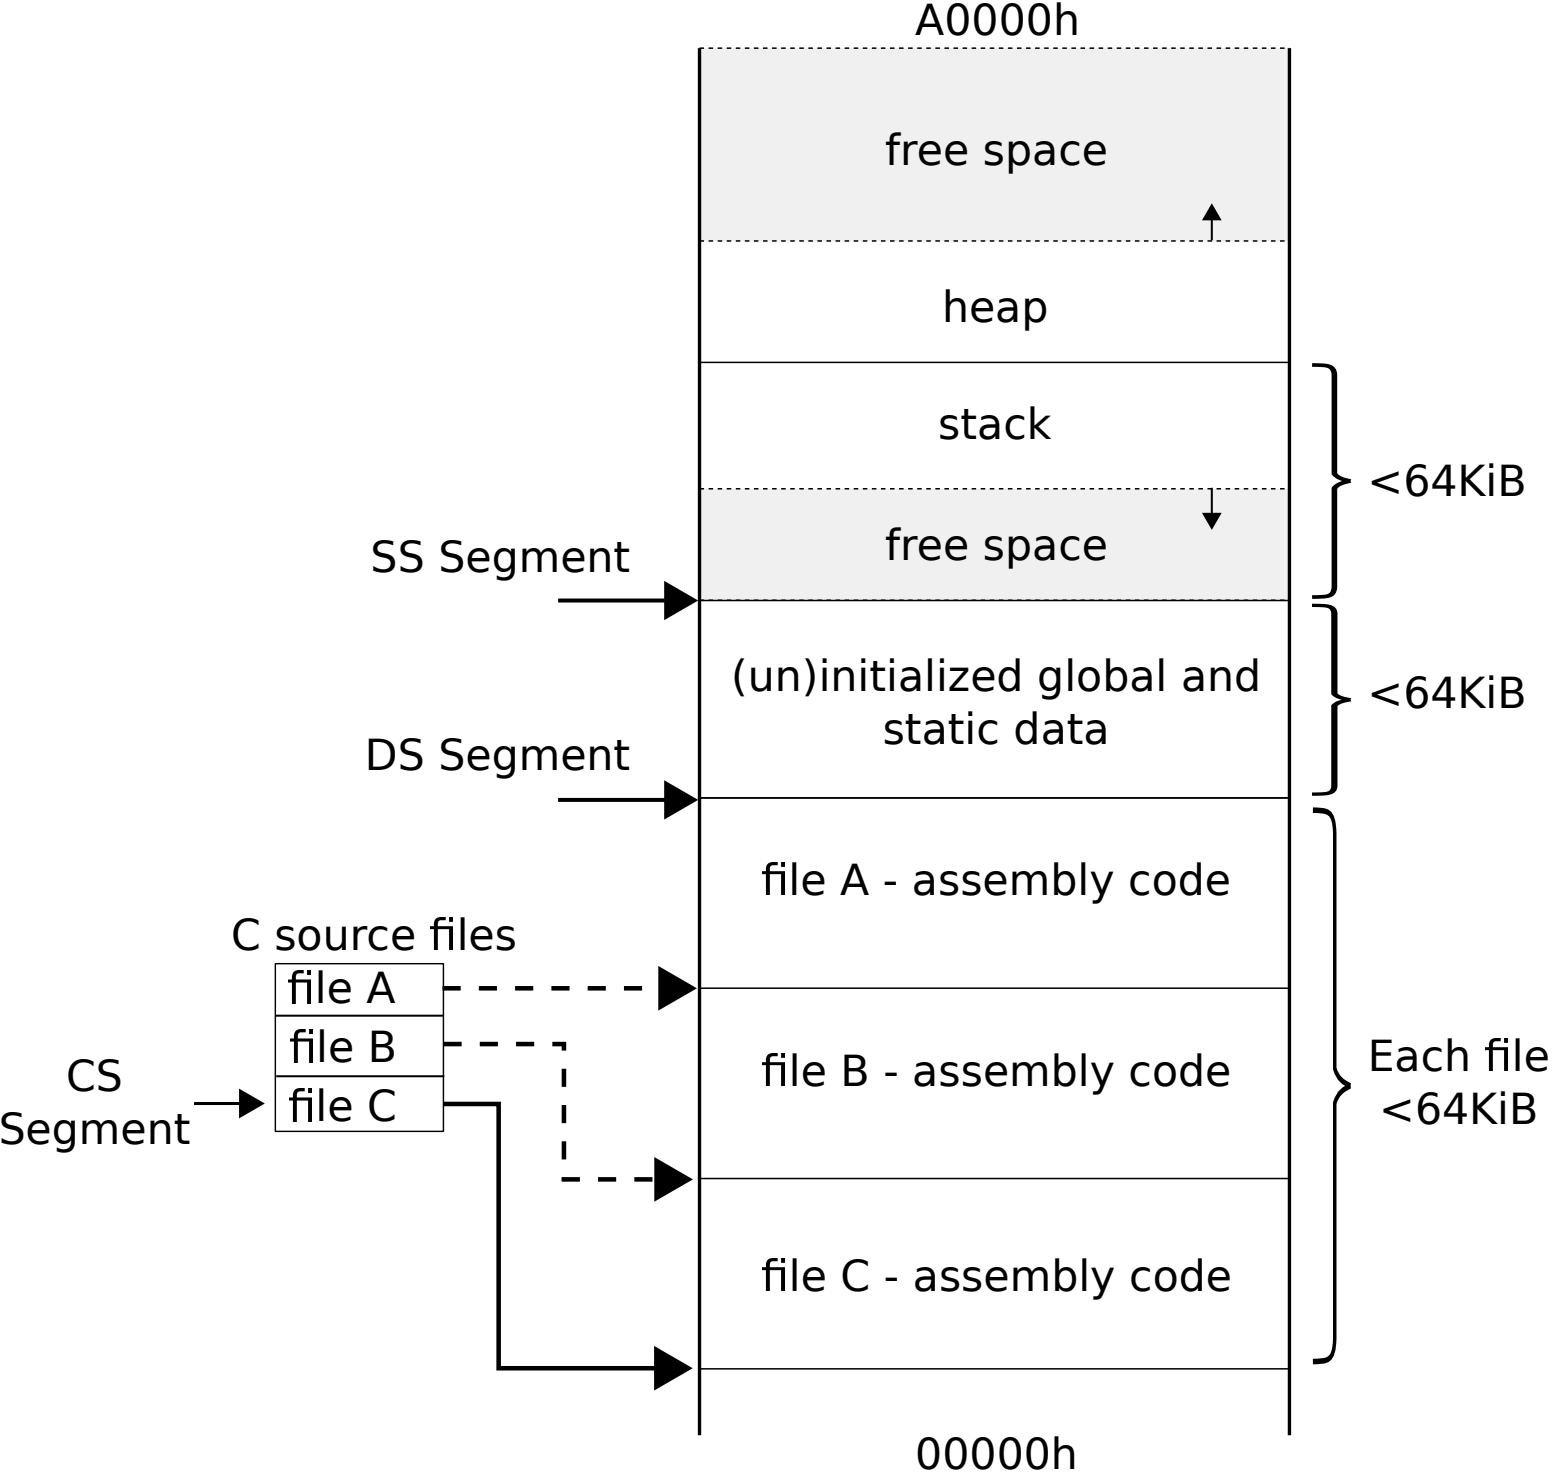 A0000h
free space
heap
stack
<64KiB
free space
SS Segment
(un)initialized global and
static data
<64KiB
DS Segment
file A - assembly code
C source files
file A
file B
file C
CS
Segment
file B - assembly code
Each file
<64KiB
file C - assembly code
00000h